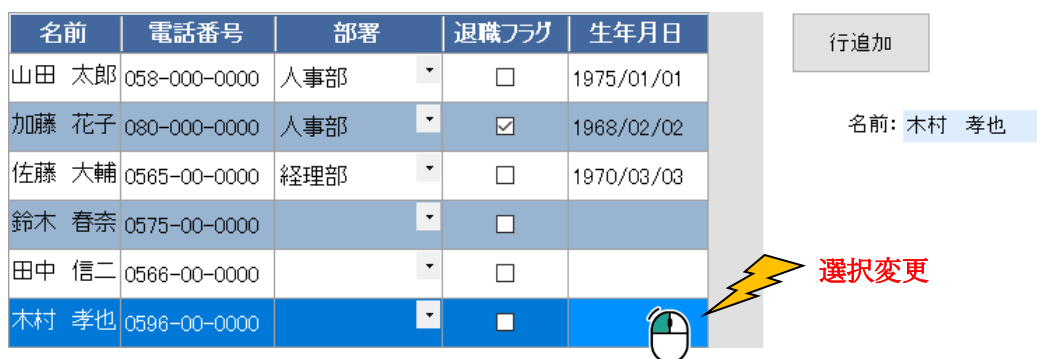 名前 電話番号 部署 退職フラグ 生年月日
山田 太郎 058-000-0000 人事部 1975/01/01
加藤 花子 080-000-0000 人事部 1968/02/02
佐藤 大輔 0565-00-0000 経理部 1970/03/03
鈴木 春奈 0575-00-0000
田中 信二 0566-00-0000
木村 孝也 0596-00-0000
行追加
名前: 木村 孝也
選択変更